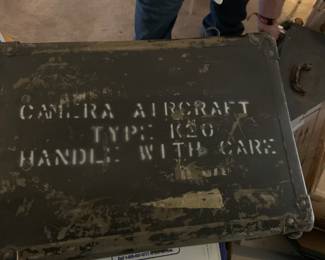 CAMERA AIRCRAFT
TYPE K20
HANDLE WITH CARE